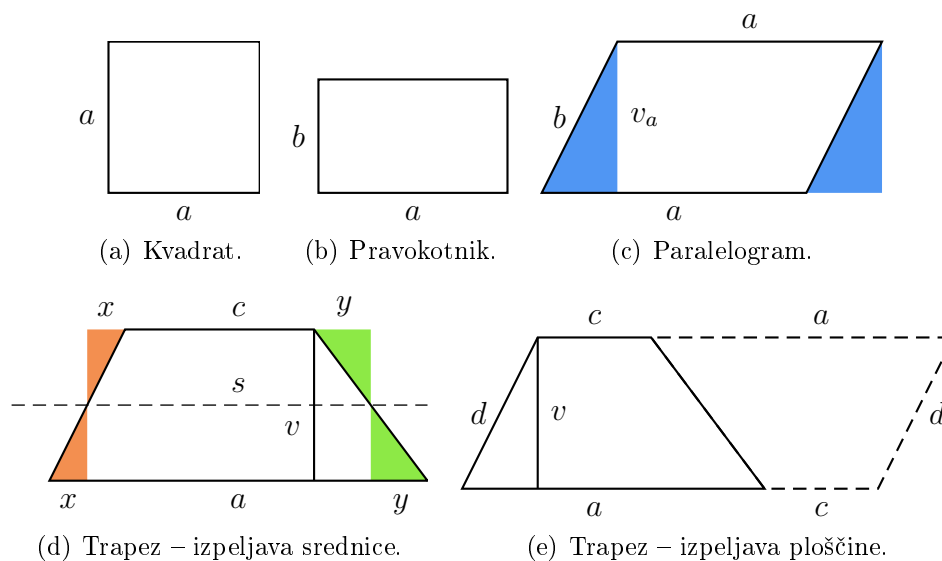 a
a
a
(a) Kvadrat.
b
a
(b) Pravokotnik.
a
b
v_a
a
(c) Paralelogram.
x c y
s
v
x a y
(d) Trapez – izpeljava srednice.
c a
d v d
a c
(e) Trapez – izpeljava ploščine.